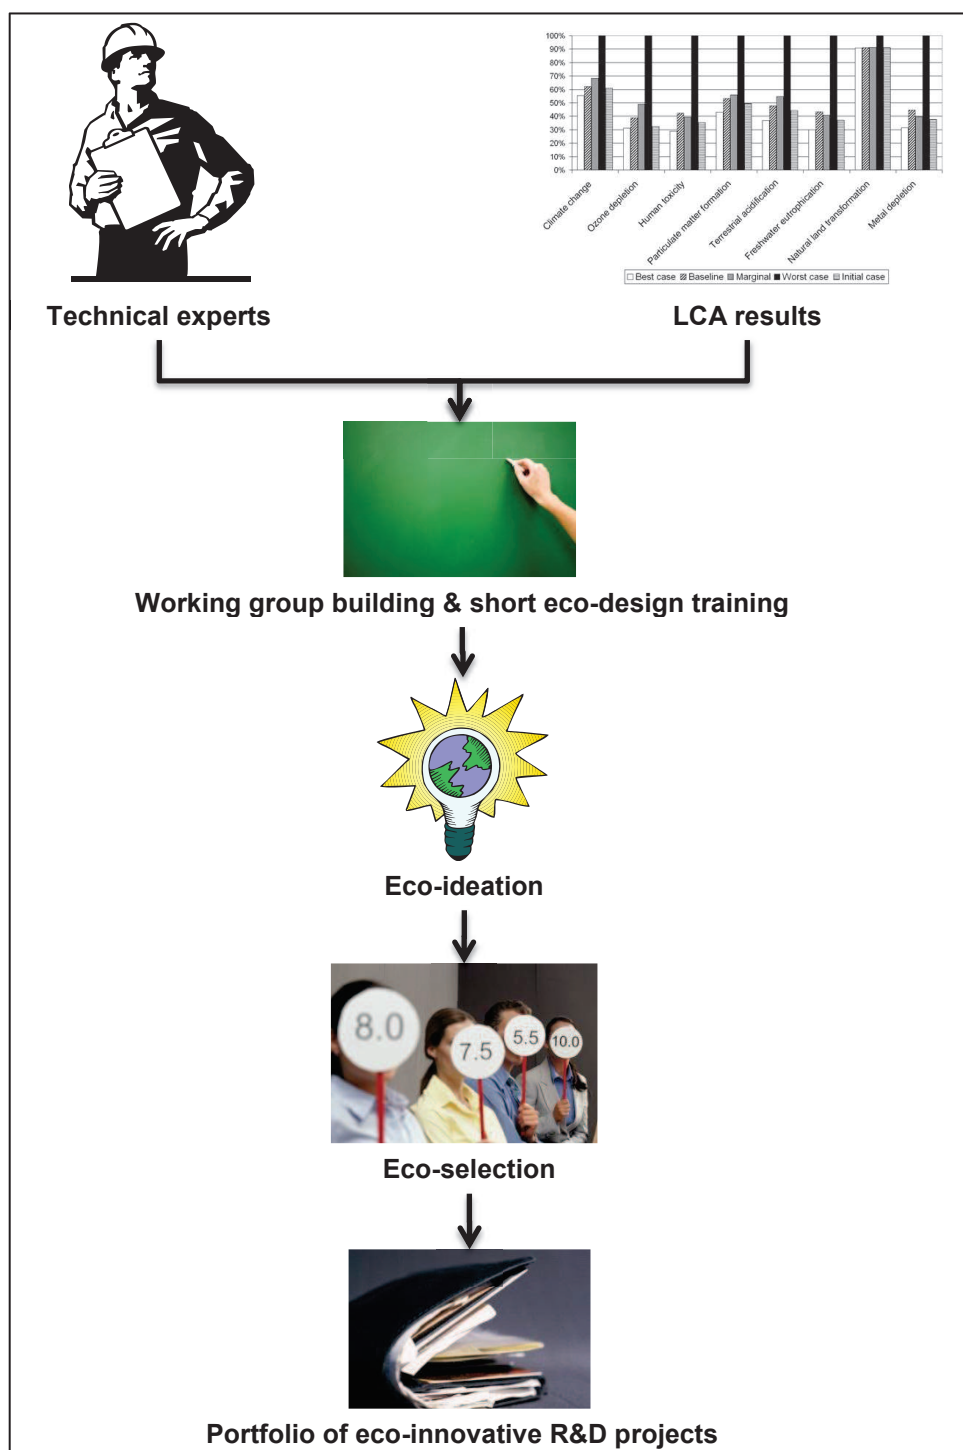 100%
90%
80%
70%
60%
50%
40%
30%
20%
10%
0%
Climate change
Ozone depletion
Human toxicity
Particulate matter formation
Terrestrial acidification
Freshwater eutrophication
Natural land transformation
Metal depletion
Best case Baseline Marginal Worst case Initial case
Technical experts
LCA results
Working group building & short eco-design training
Eco-ideation
8.0
7.5
5.5
10.0
Eco-selection
Portfolio of eco-innovative R&D projects